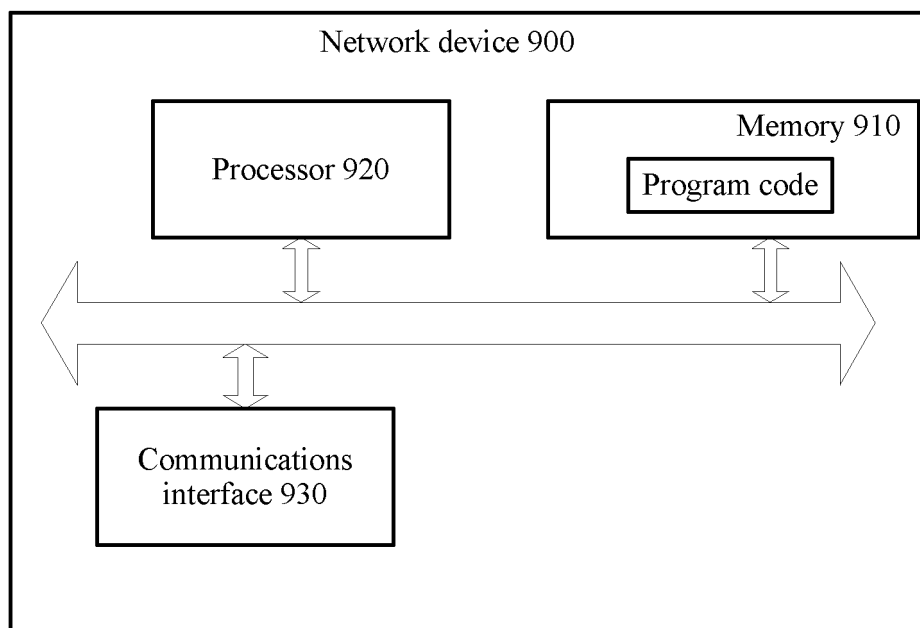 Network device 900
Processor 920
Memory 910
Program code
Communications
interface 930